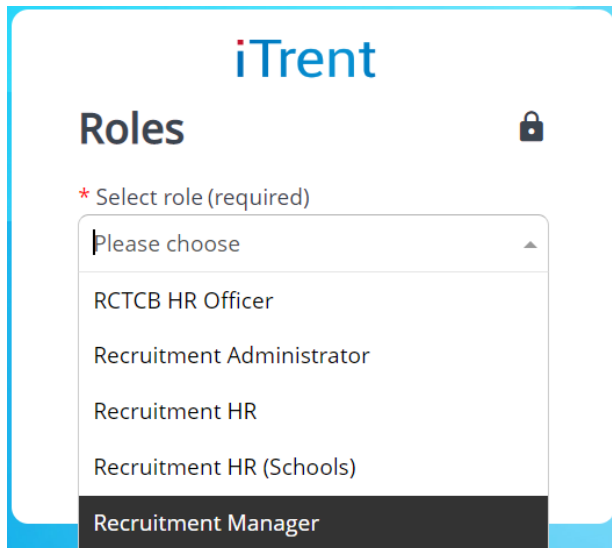 iTrent
Roles
* Select role (required)
Please choose
RCTCB HR Officer
Recruitment Administrator
Recruitment HR
Recruitment HR (Schools)
Recruitment Manager